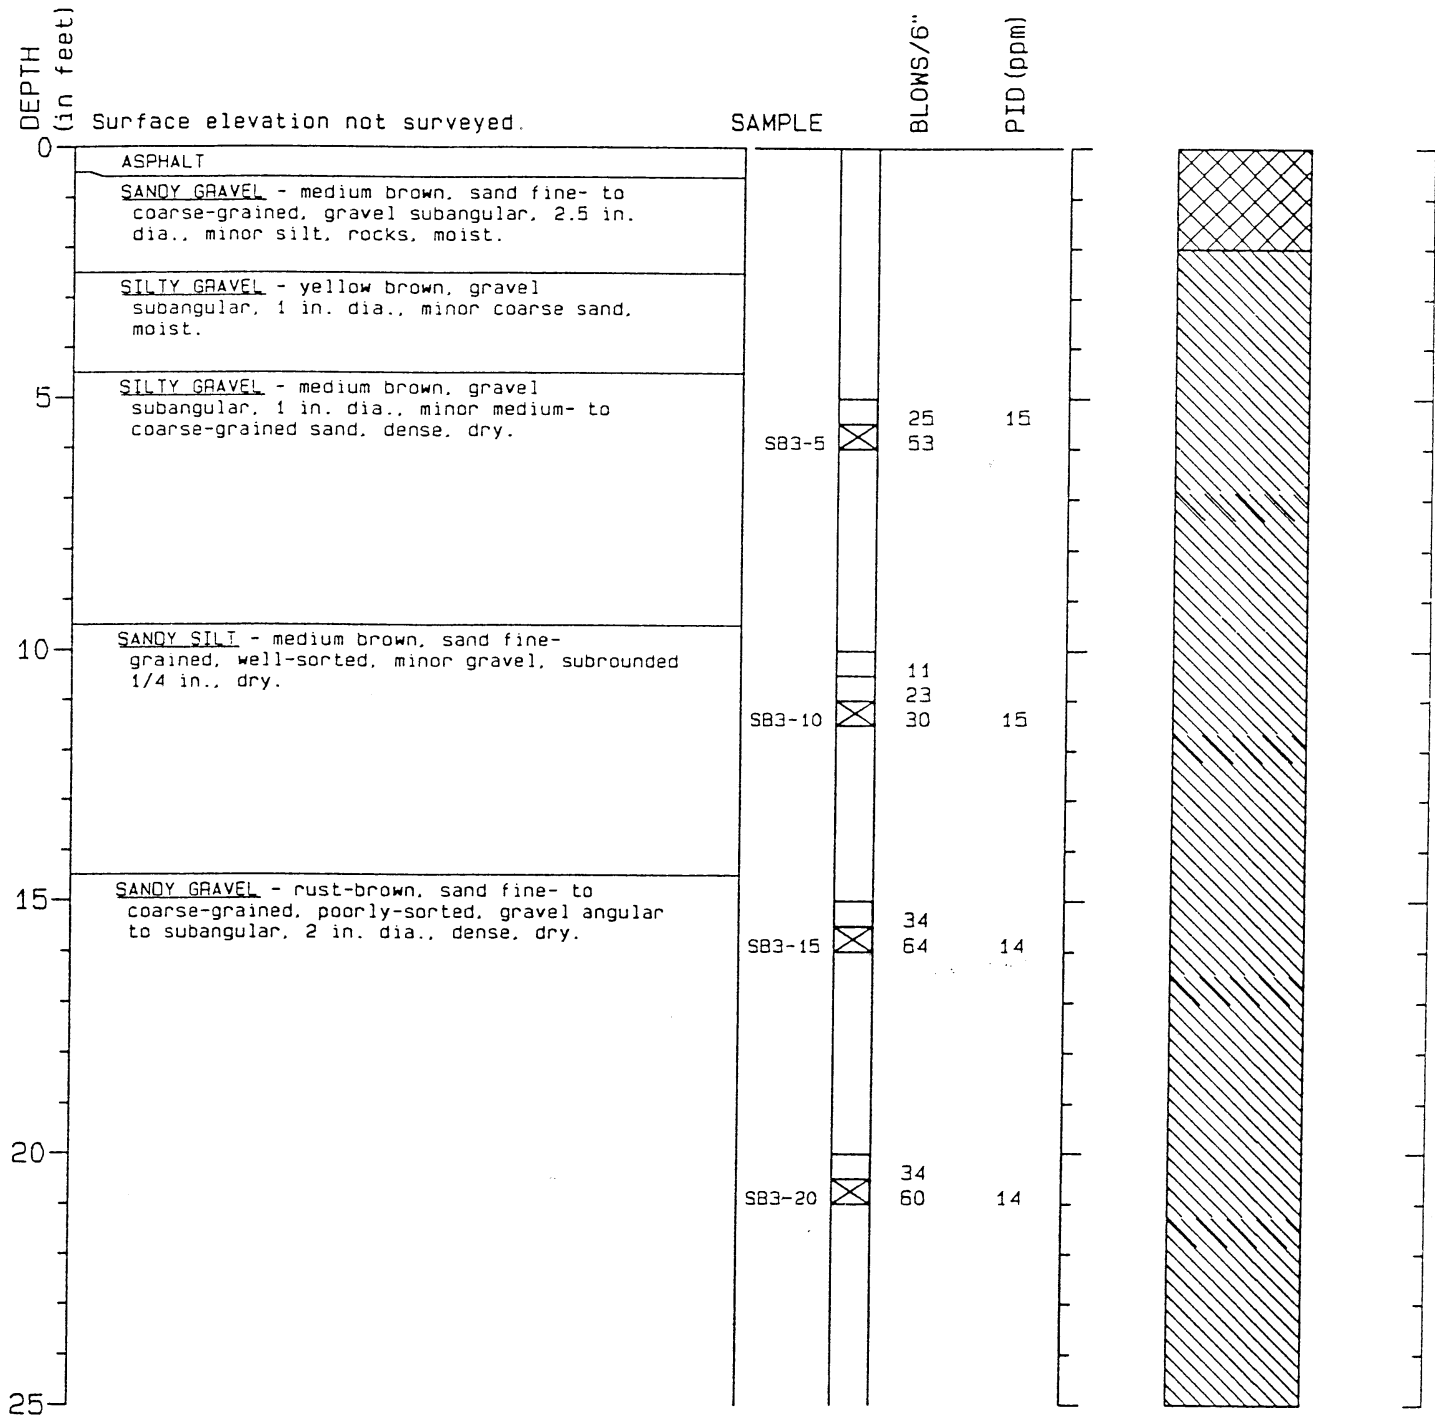 DEPTH
(in feet)
Surface elevation not surveyed.
SAMPLE
BLOWS/6"
PID (ppm)
0
ASPHALT
SANDY GRAVEL - medium brown, sand fine- to
coarse-grained, gravel subangular, 2.5 in.
dia., minor silt, rocks, moist.
SILTY GRAVEL - yellow brown, gravel
subangular, 1 in. dia., minor coarse sand,
moist.
5
SILTY GRAVEL - medium brown, gravel
subangular, 1 in. dia., minor medium- to
coarse-grained sand, dense, dry.
25 15
SB3-5 53
10
SANDY SILT - medium brown, sand fine-
grained, well-sorted, minor gravel, subrounded
1/4 in., dry.
11
23
SB3-10 30 15
15
SANDY GRAVEL - rust-brown, sand fine- to
coarse-grained, poorly-sorted, gravel angular
to subangular, 2 in. dia., dense, dry.
34
SB3-15 64 14
20
34
SB3-20 60 14
25